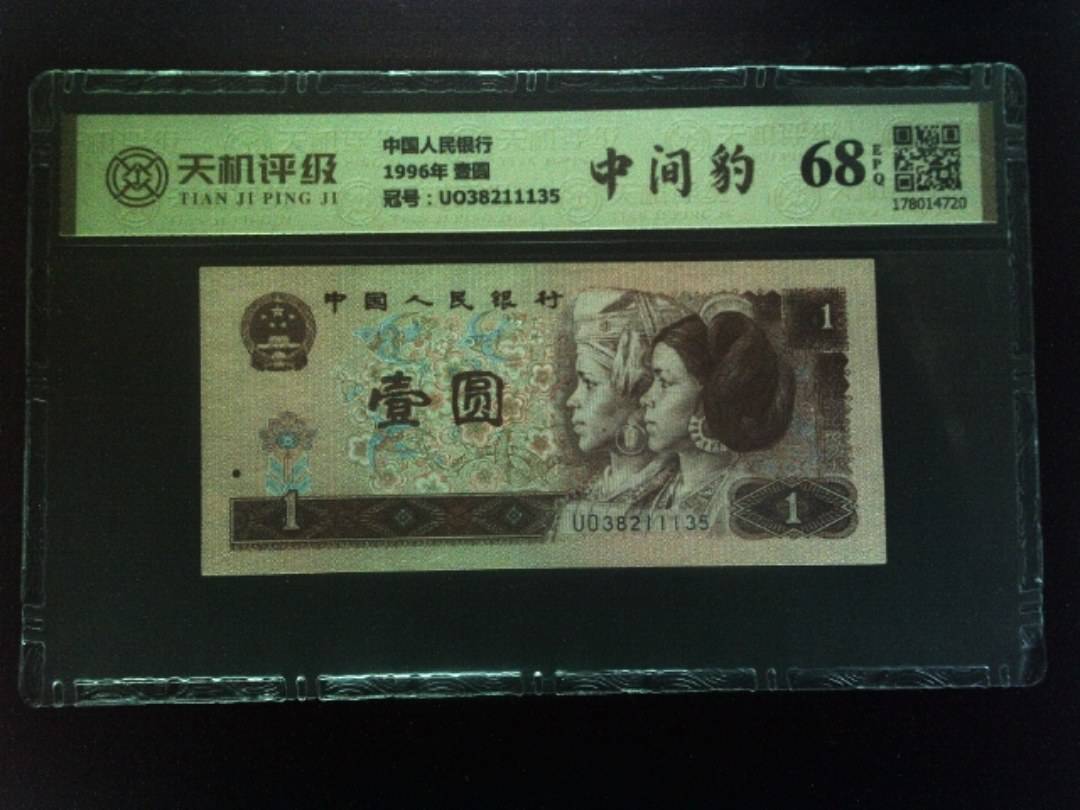 天机评级
TIAN JI PING JI
中国人民银行
1996年 壹圆
冠号：UO38211135
中间豹
68
EPQ
178014720
中国人民银行
1
壹圆
1
UO38211135
1